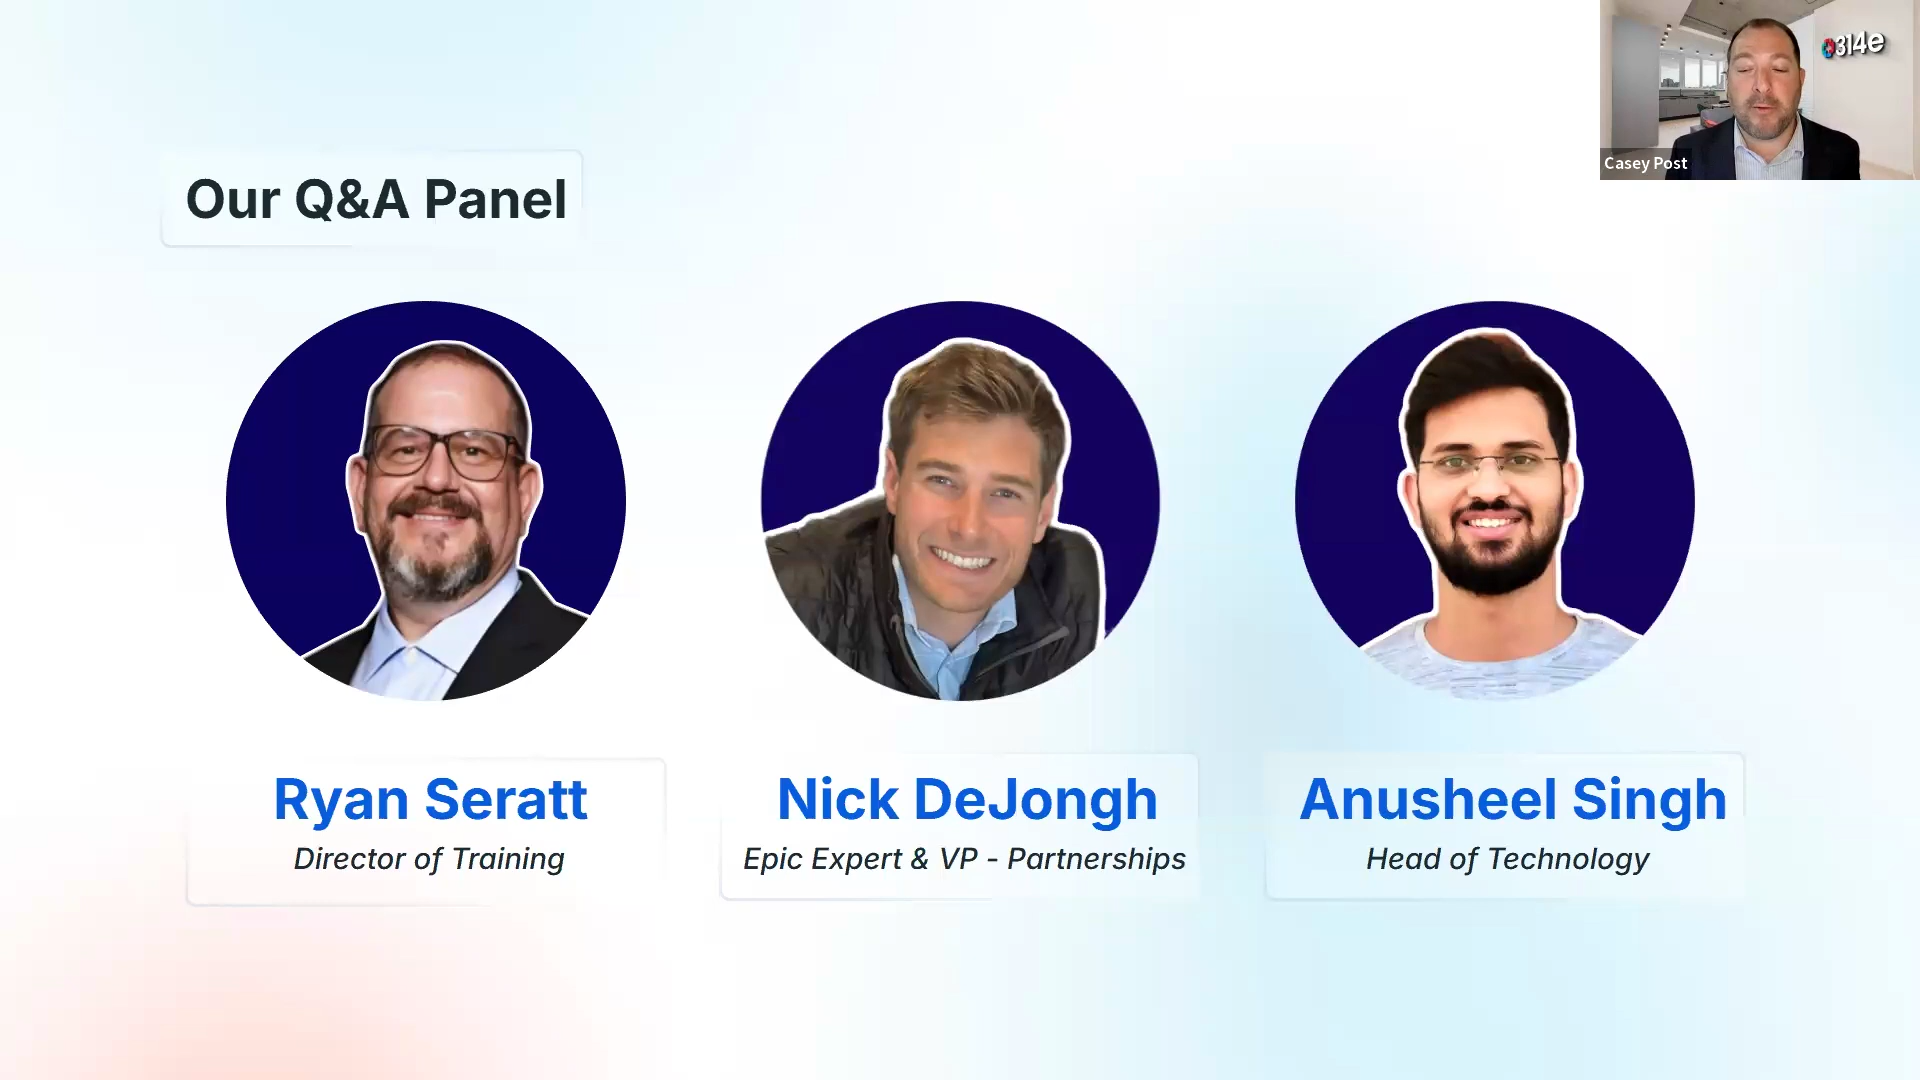 314e
Casey Post
Our Q&A Panel
Ryan Seratt
Director of Training
Nick DeJongh
Epic Expert & VP - Partnerships
Anusheel Singh
Head of Technology